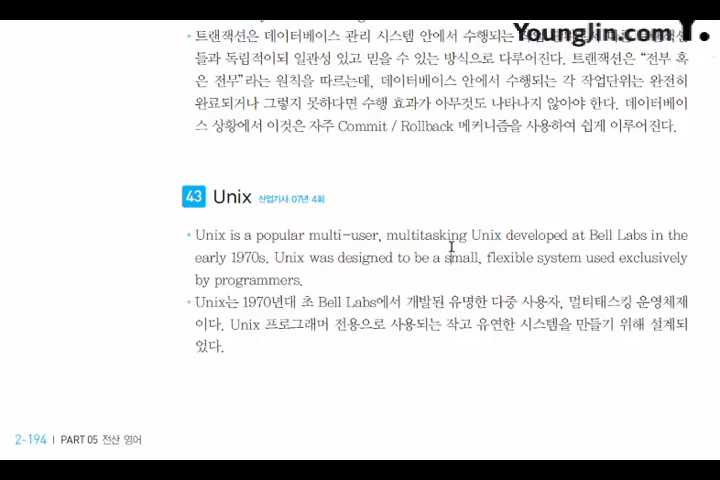 YoungJin.com Y.
• 트랜잭션은 데이터베이스 관리 시스템 안에서 수행되는
들과 독립적이되 일관성 있고 믿을 수 있는 방식으로 다루어진다. 트랜잭션은 “전부 혹
은 전무”라는 원칙을 따르는데, 데이터베이스 안에서 수행되는 각 작업단위는 완전히
완료되거나 그렇지 못하다면 수행 효과가 아무것도 나타나지 않아야 한다. 데이터베이
스 상황에서 이것은 자주 Commit / Rollback 메커니즘을 사용하여 쉽게 이루어진다.
43 Unix 산업기사 07년 4회
• Unix is a popular multi-user, multitasking Unix developed at Bell Labs in the
early 1970s. Unix was designed to be a small, flexible system used exclusively
by programmers.
• Unix는 1970년대 초 Bell Labs에서 개발된 유명한 다중 사용자, 멀티태스킹 운영체제
이다. Unix 프로그래머 전용으로 사용되는 작고 유연한 시스템을 만들기 위해 설계되
었다.
2-194 | PART 05 전산 영어